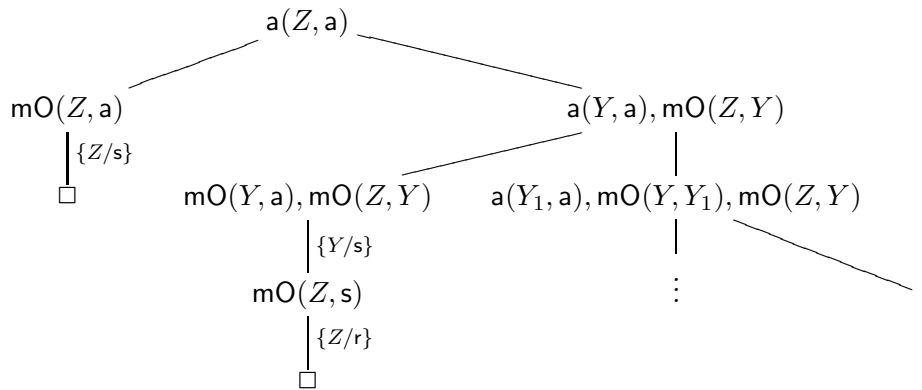 a(Z, a)
mO(Z, a) a(Y, a), mO(Z, Y)
{Z/s}
□ mO(Y, a), mO(Z, Y) a(Y₁, a), mO(Y, Y₁), mO(Z, Y)
{Y/s}
mO(Z, s) ⋮
{Z/r}
□